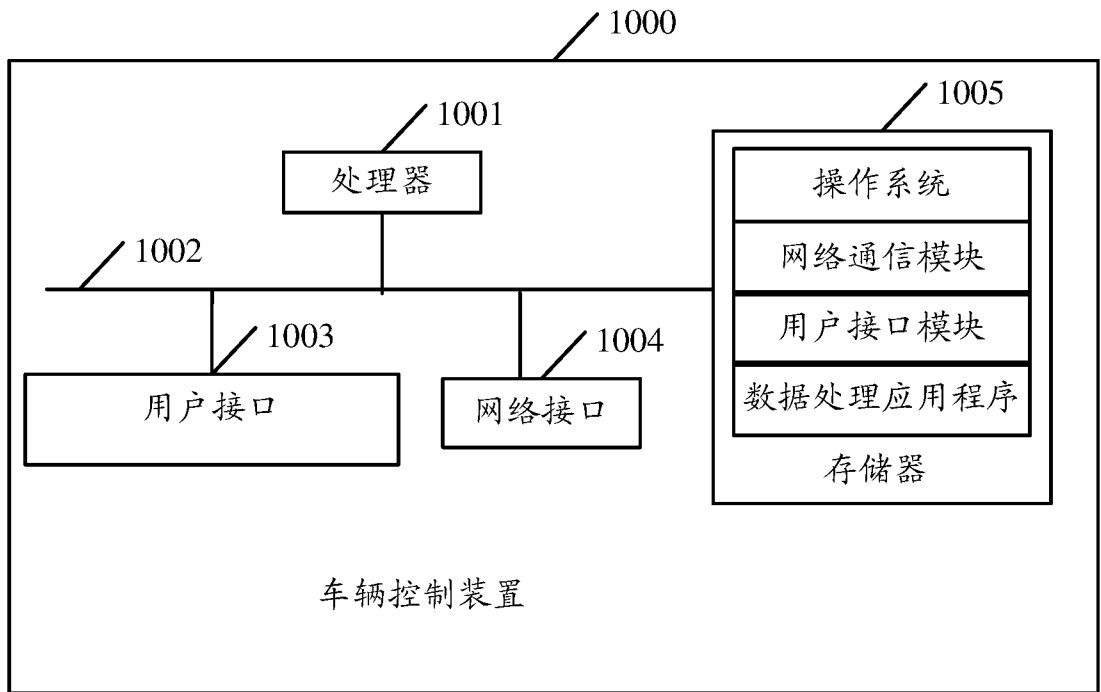 1000
1001
处理器
1005
操作系统
网络通信模块
用户接口模块
数据处理应用程序
存储器
1002
1003
用户接口
1004
网络接口
车辆控制装置